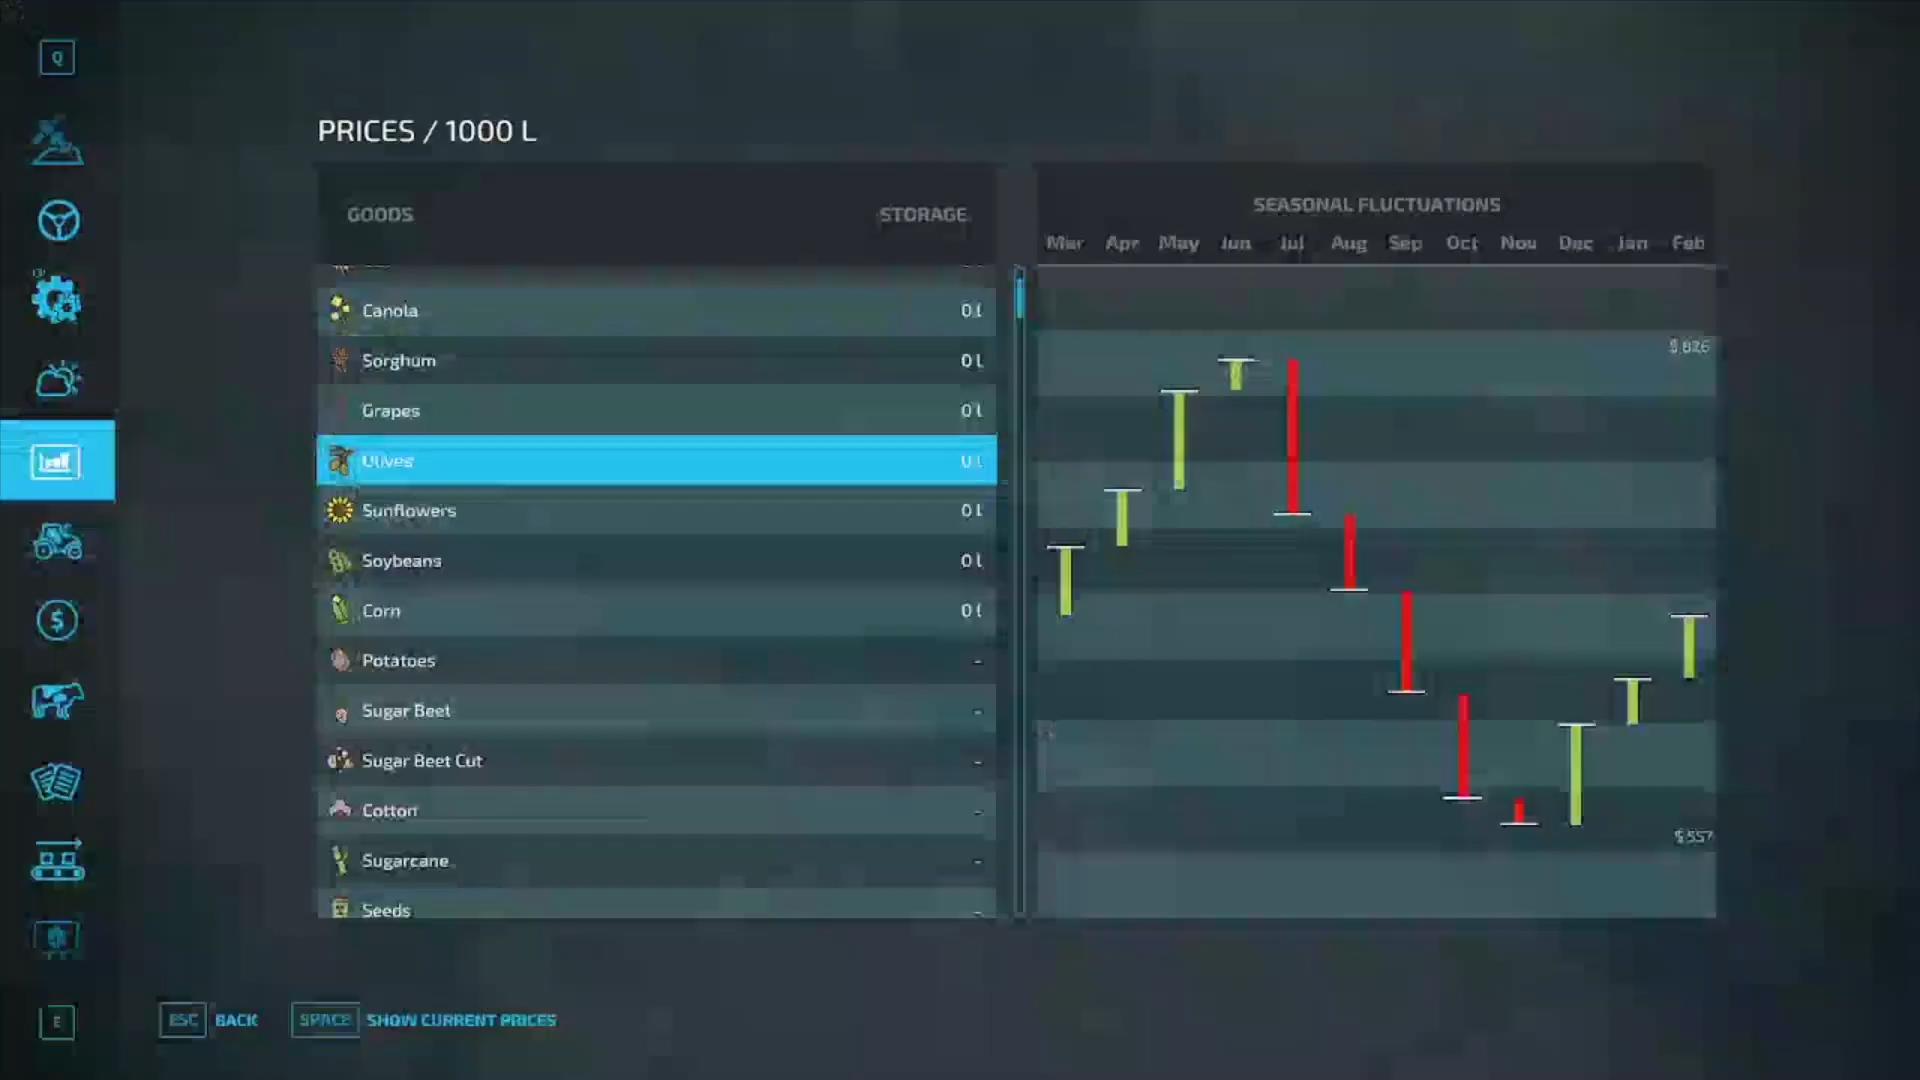 Q
PRICES / 1000 L
GOODS STORAGE
SEASONAL FLUCTUATIONS
Mar Apr May Jun Jul Aug Sep Oct Nov Dec Jan Feb
Canola 0 l
Sorghum 0 l
Grapes 0 l
Olives 0 l
Sunflowers 0 l
Soybeans 0 l
Corn 0 l
Potatoes -
Sugar Beet -
Sugar Beet Cut -
Cotton -
Sugarcane -
Seeds -
$ 826
$ 557
E
ESC BACK SPACE SHOW CURRENT PRICES